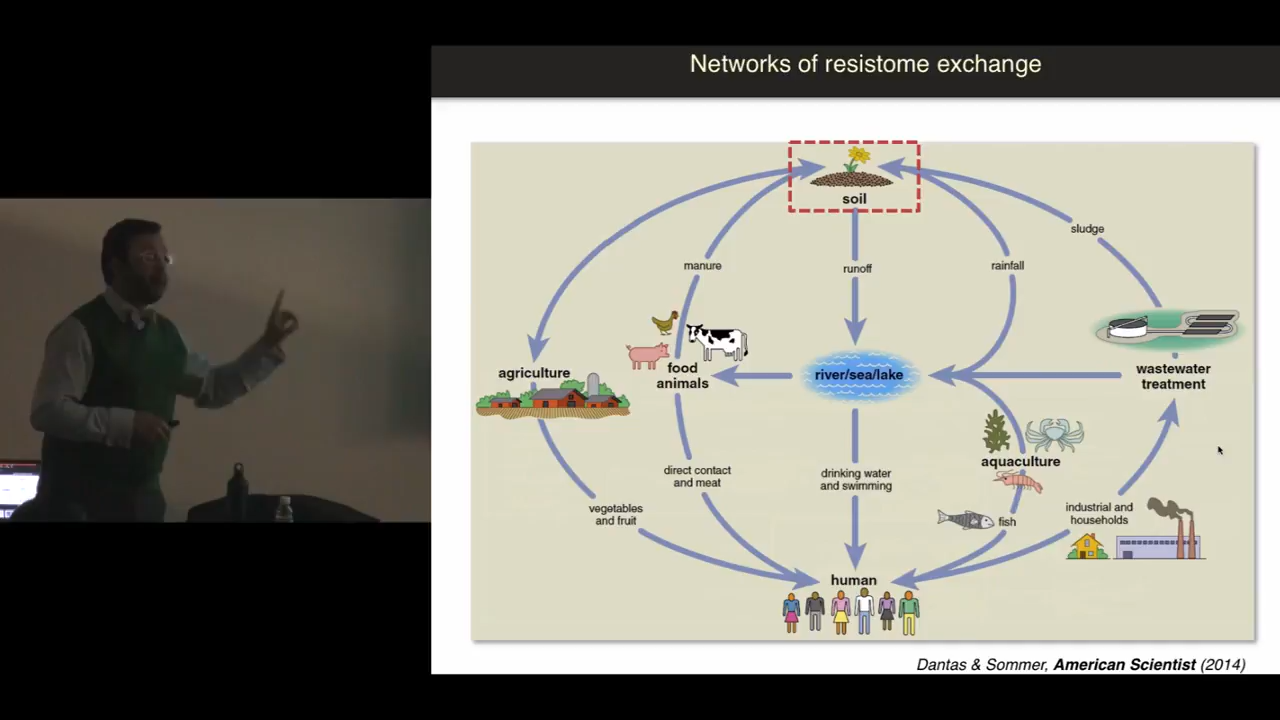 Networks of resistome exchange
soil
sludge
manure
runoff
rainfall
agriculture
food
animals
river/sea/lake
wastewater
treatment
aquaculture
direct contact
and meat
drinking water
and swimming
vegetables
and fruit
fish
industrial and
households
human
Dantas & Sommer, American Scientist (2014)